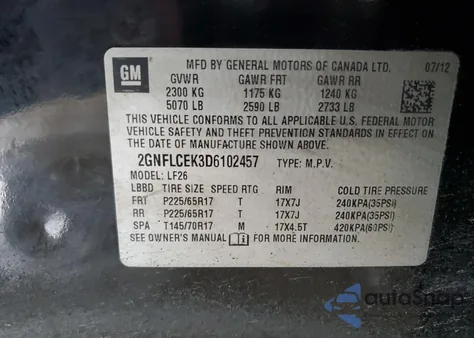 GM
MFD BY GENERAL MOTORS OF CANADA LTD. 07/12
GVWR GAWR FRT GAWR RR
2300 KG 1175 KG 1240 KG
5070 LB 2590 LB 2733 LB
THIS VEHICLE CONFORMS TO ALL APPLICABLE U.S. FEDERAL MOTOR
VEHICLE SAFETY AND THEFT PREVENTION STANDARDS IN EFFECT ON
THE DATE OF MANUFACTURE SHOWN ABOVE.
2GNFLCEK3D6102457 TYPE: M.P.V.
MODEL: LF26
LBBD TIRE SIZE SPEED RTG RIM COLD TIRE PRESSURE
FRT P225/65R17 T 17X7J 240KPA(35PSI)
RR P225/65R17 T 17X7J 240KPA(35PSI)
SPA T145/70R17 M 17X4.5T 420KPA(60PSI)
SEE OWNER'S MANUAL FOR MORE INFORMATION.
autoSnap